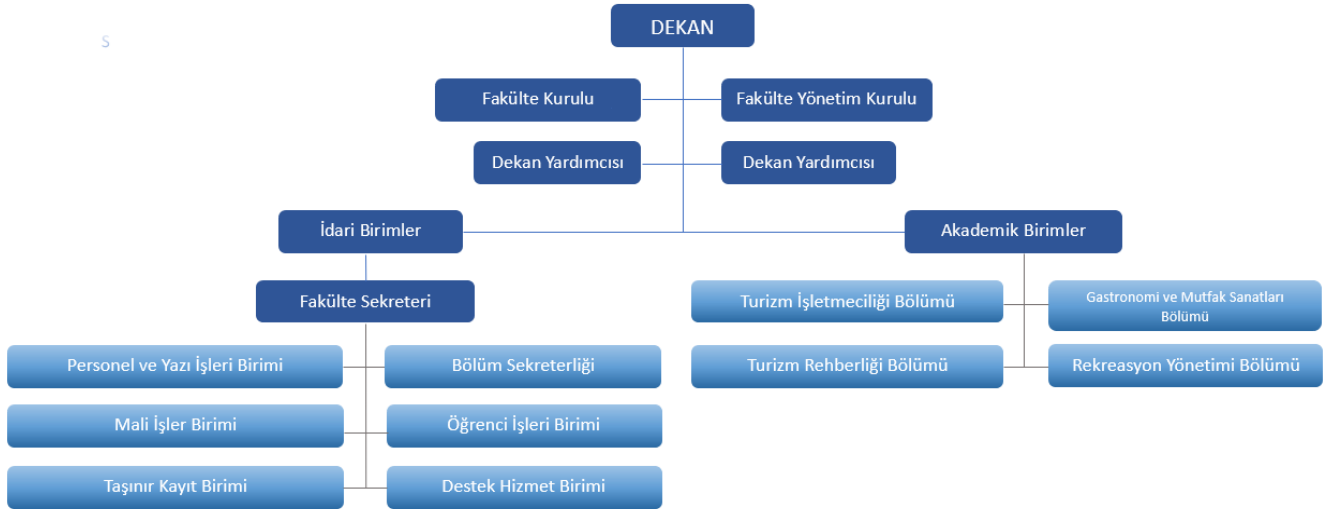 DEKAN
S
Fakülte Kurulu
Fakülte Yönetim Kurulu
Dekan Yardımcısı
Dekan Yardımcısı
İdari Birimler
Akademik Birimler
Fakülte Sekreteri
Turizm İşletmeciliği Bölümü
Gastronomi ve Mutfak Sanatları
Bölümü
Personel ve Yazı İşleri Birimi
Bölüm Sekreterliği
Turizm Rehberliği Bölümü
Rekreasyon Yönetimi Bölümü
Mali İşler Birimi
Öğrenci İşleri Birimi
Taşınır Kayıt Birimi
Destek Hizmet Birimi